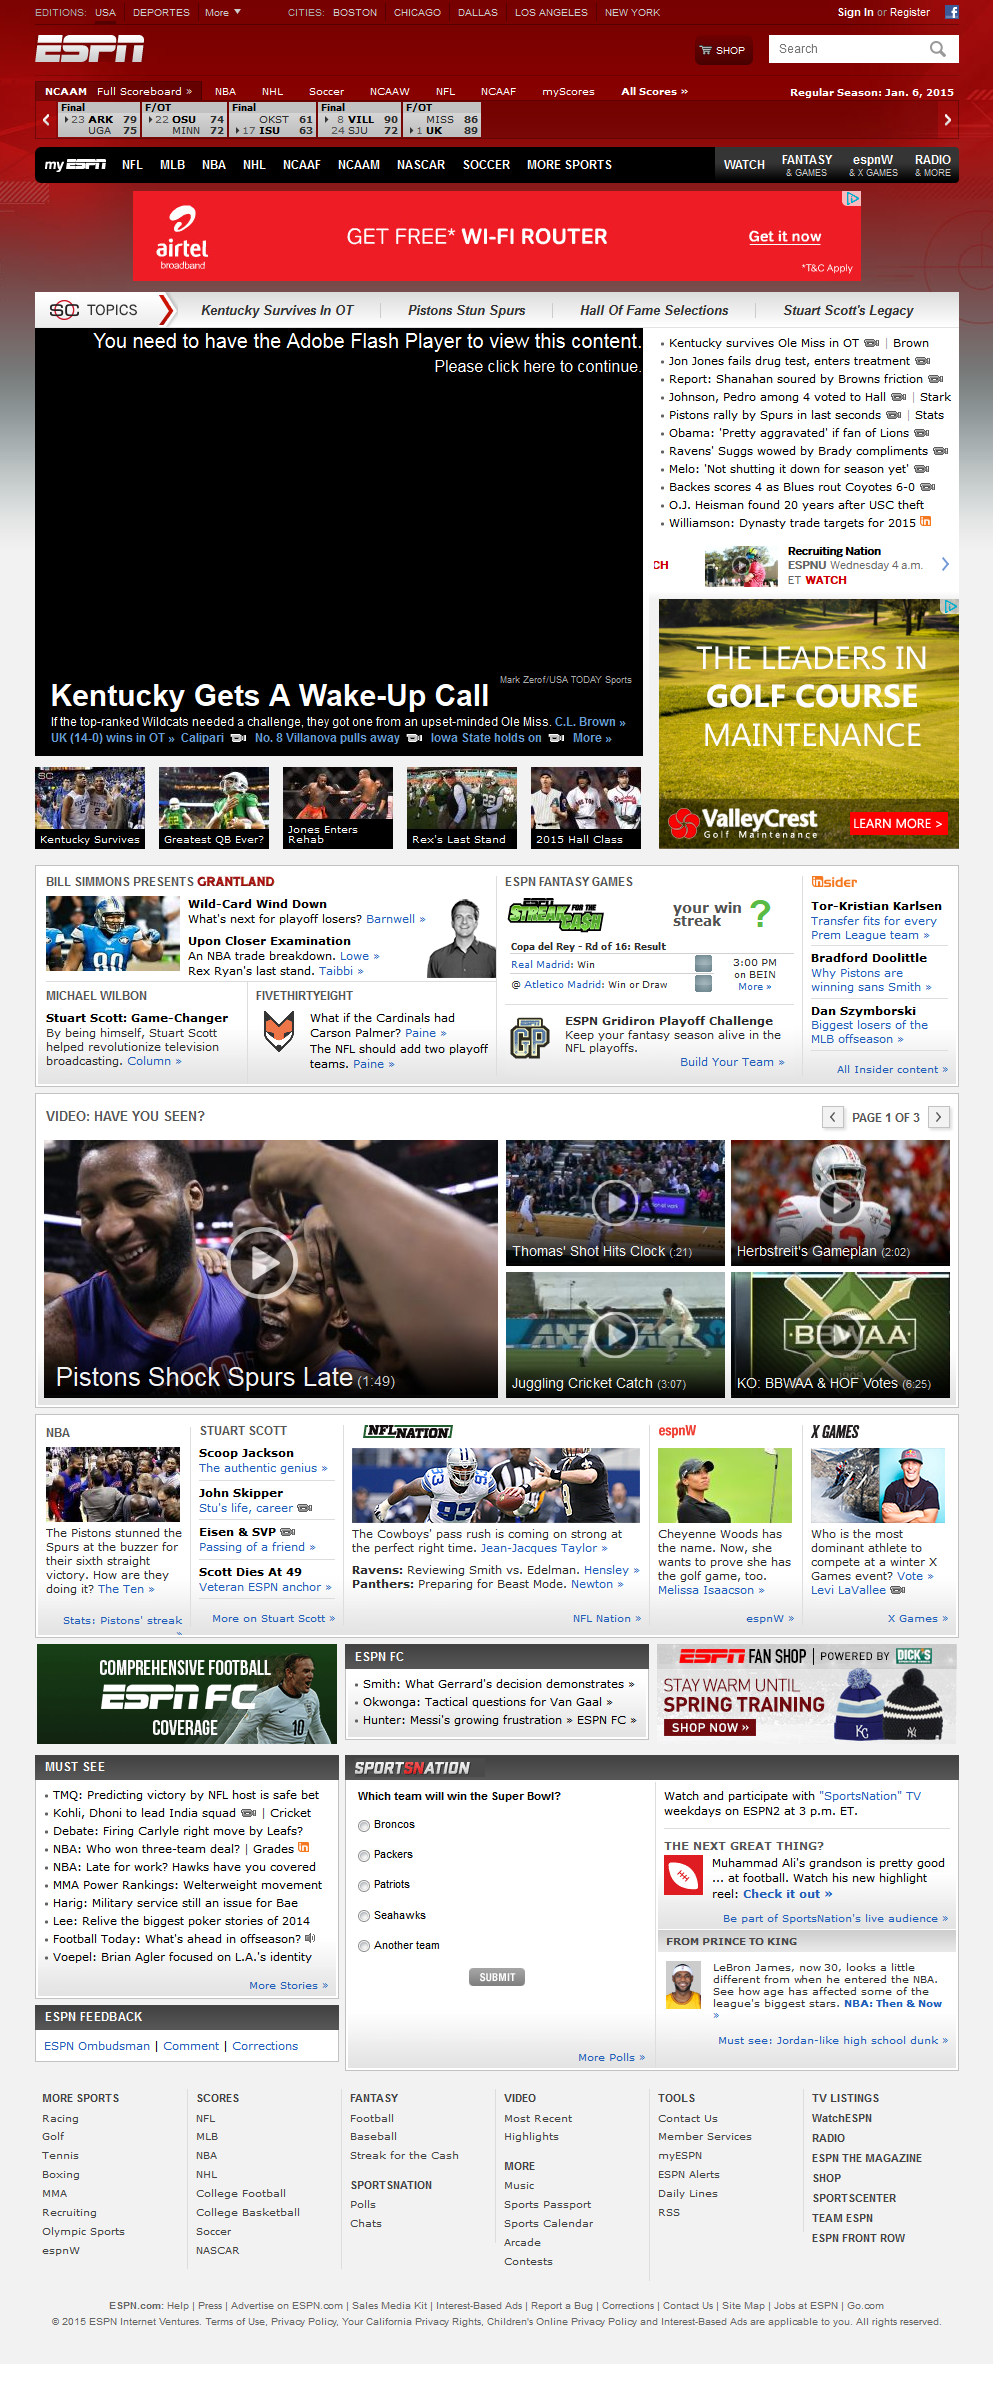 EDITIONS: USA DEPORTES More CITIES: BOSTON CHICAGO DALLAS LOS ANGELES NEW YORK Sign In or Register
ESPN SHOP Search
NCAAM Full Scoreboard » NBA NHL Soccer NCAAW NFL NCAAF myScores All Scores » Regular Season: Jan. 6, 2015
Final F/OT Final Final F/OT
23 ARK 79 22 OSU 74 OKST 61 8 VILL 90 MISS 86
UGA 75 MINN 72 17 ISU 63 24 SJU 72 1 UK 89
my ESPN NFL MLB NBA NHL NCAAF NCAAM NASCAR SOCCER MORE SPORTS WATCH FANTASY & GAMES espnW & X GAMES RADIO & MORE
airtel broadband
GET FREE* WI-FI ROUTER
Get it now
*T&C Apply
SC TOPICS Kentucky Survives In OT Pistons Stun Spurs Hall Of Fame Selections Stuart Scott's Legacy
You need to have the Adobe Flash Player to view this content.
Please click here to continue.
Mark Zerof/USA TODAY Sports
Kentucky Gets A Wake-Up Call
If the top-ranked Wildcats needed a challenge, they got one from an upset-minded Ole Miss. C.L. Brown »
UK (14-0) wins in OT » Calipari No. 8 Villanova pulls away Iowa State holds on More »
Kentucky Survives
Greatest QB Ever?
Jones Enters Rehab
Rex's Last Stand
2015 Hall Class
Kentucky survives Ole Miss in OT | Brown
Jon Jones fails drug test, enters treatment
Report: Shanahan soured by Browns friction
Johnson, Pedro among 4 voted to Hall | Stark
Pistons rally by Spurs in last seconds | Stats
Obama: 'Pretty aggravated' if fan of Lions
Ravens' Suggs wowed by Brady compliments
Melo: 'Not shutting it down for season yet'
Backes scores 4 as Blues rout Coyotes 6-0
O.J. Heisman found 20 years after USC theft
Williamson: Dynasty trade targets for 2015 in
CH
Recruiting Nation
ESPNU Wednesday 4 a.m.
ET WATCH
THE LEADERS IN
GOLF COURSE
MAINTENANCE
ValleyCrest
Golf Maintenance
LEARN MORE >
BILL SIMMONS PRESENTS GRANTLAND
Wild-Card Wind Down
What's next for playoff losers? Barnwell »
Upon Closer Examination
An NBA trade breakdown. Lowe »
Rex Ryan's last stand. Taibbi »
MICHAEL WILBON
Stuart Scott: Game-Changer
By being himself, Stuart Scott
helped revolutionize television
broadcasting. Column »
FIVETHIRTYEIGHT
What if the Cardinals had
Carson Palmer? Paine »
The NFL should add two playoff
teams. Paine »
ESPN FANTASY GAMES
STREAK FOR THE CASH
your win streak ?
Copa del Rey - Rd of 16: Result
Real Madrid: Win
@ Atletico Madrid: Win or Draw
3:00 PM
on BEIN
More »
GP
ESPN Gridiron Playoff Challenge
Keep your fantasy season alive in the
NFL playoffs.
Build Your Team »
insider
Tor-Kristian Karlsen
Transfer fits for every
Prem League team »
Bradford Doolittle
Why Pistons are
winning sans Smith »
Dan Szymborski
Biggest losers of the
MLB offseason »
All Insider content »
VIDEO: HAVE YOU SEEN? PAGE 1 OF 3
Pistons Shock Spurs Late (1:49)
Thomas' Shot Hits Clock (:21)
Herbstreit's Gameplan (2:02)
ANZ
Juggling Cricket Catch (3:07)
BBWAA
KO: BBWAA & HOF Votes (6:25)
NBA
The Pistons stunned the
Spurs at the buzzer for
their sixth straight
victory. How are they
doing it? The Ten »
Stats: Pistons' streak
»
STUART SCOTT
Scoop Jackson
The authentic genius »
John Skipper
Stu's life, career
Eisen & SVP
Passing of a friend »
Scott Dies At 49
Veteran ESPN anchor »
More on Stuart Scott »
NFL NATION
The Cowboys' pass rush is coming on strong at
the perfect right time. Jean-Jacques Taylor »
Ravens: Reviewing Smith vs. Edelman. Hensley »
Panthers: Preparing for Beast Mode. Newton »
NFL Nation »
espnW
Cheyenne Woods has
the name. Now, she
wants to prove she has
the golf game, too.
Melissa Isaacson »
espnW »
X GAMES
Who is the most
dominant athlete to
compete at a winter X
Games event? Vote »
Levi LaVallee
X Games »
COMPREHENSIVE FOOTBALL
ESPN FC
COVERAGE
10
ESPN FC
Smith: What Gerrard's decision demonstrates »
Okwonga: Tactical questions for Van Gaal »
Hunter: Messi's growing frustration » ESPN FC »
ESPN FAN SHOP | POWERED BY DICK'S
STAY WARM UNTIL
SPRING TRAINING
SHOP NOW »
KC NY
MUST SEE
TMQ: Predicting victory by NFL host is safe bet
Kohli, Dhoni to lead India squad | Cricket
Debate: Firing Carlyle right move by Leafs?
NBA: Who won three-team deal? | Grades in
NBA: Late for work? Hawks have you covered
MMA Power Rankings: Welterweight movement
Harig: Military service still an issue for Bae
Lee: Relive the biggest poker stories of 2014
Football Today: What's ahead in offseason?
Voepel: Brian Agler focused on L.A.'s identity
More Stories »
ESPN FEEDBACK
ESPN Ombudsman | Comment | Corrections
SPORTSNATION
Which team will win the Super Bowl?
Broncos
Packers
Patriots
Seahawks
Another team
SUBMIT
More Polls »
Watch and participate with "SportsNation" TV
weekdays on ESPN2 at 3 p.m. ET.
THE NEXT GREAT THING?
Muhammad Ali's grandson is pretty good
... at football. Watch his new highlight
reel: Check it out »
Be part of SportsNation's live audience »
FROM PRINCE TO KING
LeBron James, now 30, looks a little
different from when he entered the NBA.
See how age has affected some of the
league's biggest stars. NBA: Then & Now
»
Must see: Jordan-like high school dunk »
MORE SPORTS
Racing
Golf
Tennis
Boxing
MMA
Recruiting
Olympic Sports
espnW
SCORES
NFL
MLB
NBA
NHL
College Football
College Basketball
Soccer
NASCAR
FANTASY
Football
Baseball
Streak for the Cash
SPORTSNATION
Polls
Chats
VIDEO
Most Recent
Highlights
MORE
Music
Sports Passport
Sports Calendar
Arcade
Contests
TOOLS
Contact Us
Member Services
myESPN
ESPN Alerts
Daily Lines
RSS
TV LISTINGS
WatchESPN
RADIO
ESPN THE MAGAZINE
SHOP
SPORTSCENTER
TEAM ESPN
ESPN FRONT ROW
ESPN.com: Help | Press | Advertise on ESPN.com | Sales Media Kit | Interest-Based Ads | Report a Bug | Corrections | Contact Us | Site Map | Jobs at ESPN | Go.com
© 2015 ESPN Internet Ventures. Terms of Use, Privacy Policy, Your California Privacy Rights, Children's Online Privacy Policy and Interest-Based Ads are applicable to you. All rights reserved.